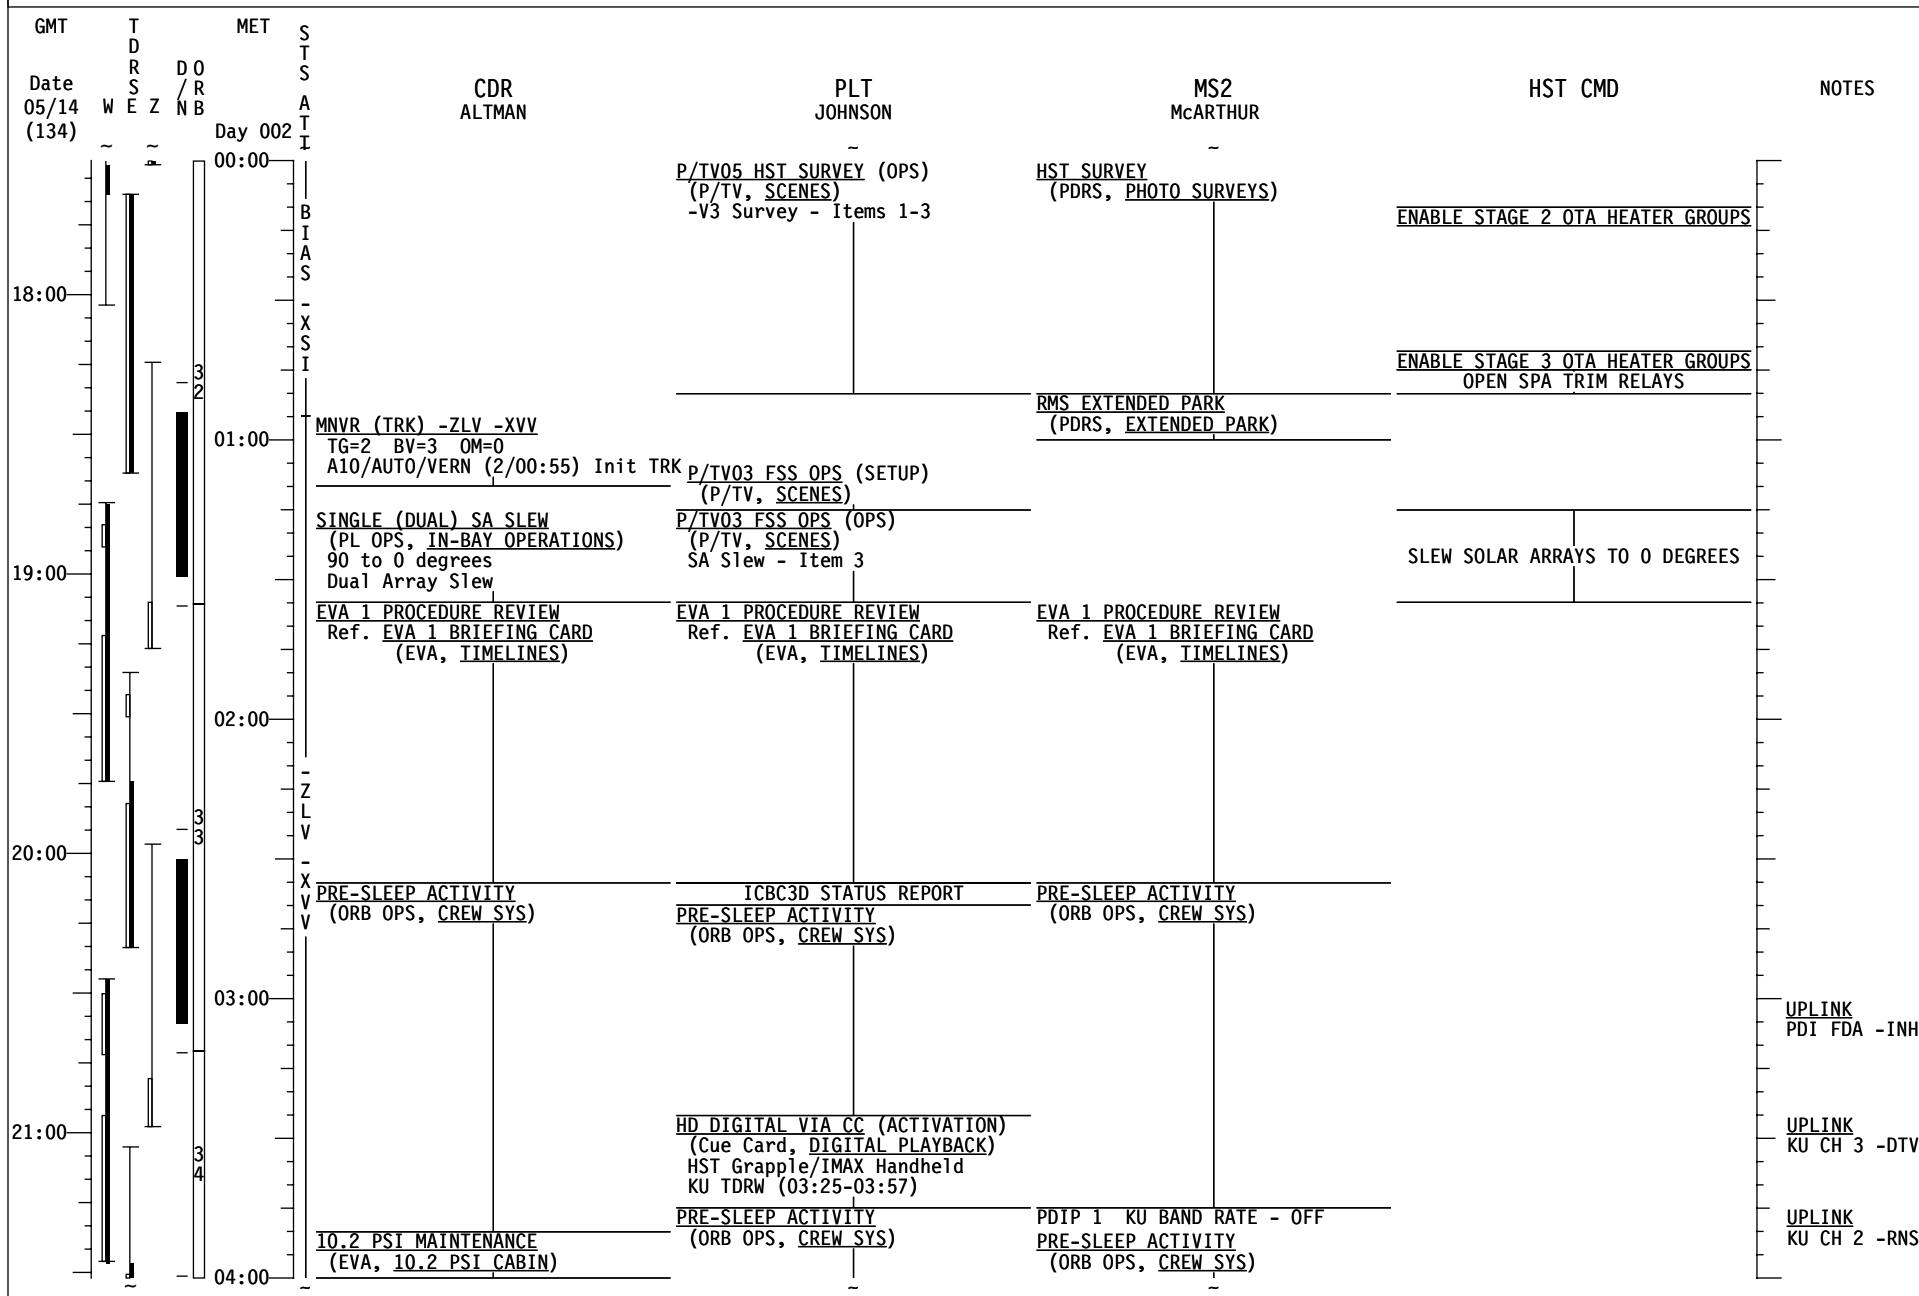 GMT
TDRS
MET
STS ATT
Date
05/14
(134)
W E Z
D/N
ORB
Day 002
CDR
ALTMAN
PLT
JOHNSON
MS2
McARTHUR
HST CMD
NOTES
~ ~ ~ ~
00:00
18:00
01:00
19:00
02:00
20:00
03:00
21:00
04:00
32
33
34
BIAS -XSI
-ZLV -XVV
MNVR (TRK) -ZLV -XVV
TG=2 BV=3 OM=0
A10/AUTO/VERN (2/00:55) Init TRK
SINGLE (DUAL) SA SLEW
(PL OPS, IN-BAY OPERATIONS)
90 to 0 degrees
Dual Array Slew
EVA 1 PROCEDURE REVIEW
Ref. EVA 1 BRIEFING CARD
(EVA, TIMELINES)
PRE-SLEEP ACTIVITY
(ORB OPS, CREW SYS)
10.2 PSI MAINTENANCE
(EVA, 10.2 PSI CABIN)
P/TV05 HST SURVEY (OPS)
(P/TV, SCENES)
-V3 Survey - Items 1-3
P/TV03 FSS OPS (SETUP)
(P/TV, SCENES)
P/TV03 FSS OPS (OPS)
(P/TV, SCENES)
SA Slew - Item 3
EVA 1 PROCEDURE REVIEW
Ref. EVA 1 BRIEFING CARD
(EVA, TIMELINES)
ICBC3D STATUS REPORT
PRE-SLEEP ACTIVITY
(ORB OPS, CREW SYS)
HD DIGITAL VIA CC (ACTIVATION)
(Cue Card, DIGITAL PLAYBACK)
HST Grapple/IMAX Handheld
KU TDRW (03:25-03:57)
PRE-SLEEP ACTIVITY
(ORB OPS, CREW SYS)
HST SURVEY
(PDRS, PHOTO SURVEYS)
RMS EXTENDED PARK
(PDRS, EXTENDED PARK)
EVA 1 PROCEDURE REVIEW
Ref. EVA 1 BRIEFING CARD
(EVA, TIMELINES)
PRE-SLEEP ACTIVITY
(ORB OPS, CREW SYS)
PDIP 1 KU BAND RATE - OFF
PRE-SLEEP ACTIVITY
(ORB OPS, CREW SYS)
ENABLE STAGE 2 OTA HEATER GROUPS
ENABLE STAGE 3 OTA HEATER GROUPS
OPEN SPA TRIM RELAYS
SLEW SOLAR ARRAYS TO 0 DEGREES
UPLINK
PDI FDA -INH
UPLINK
KU CH 3 -DTV
UPLINK
KU CH 2 -RNS
~ ~ ~ ~